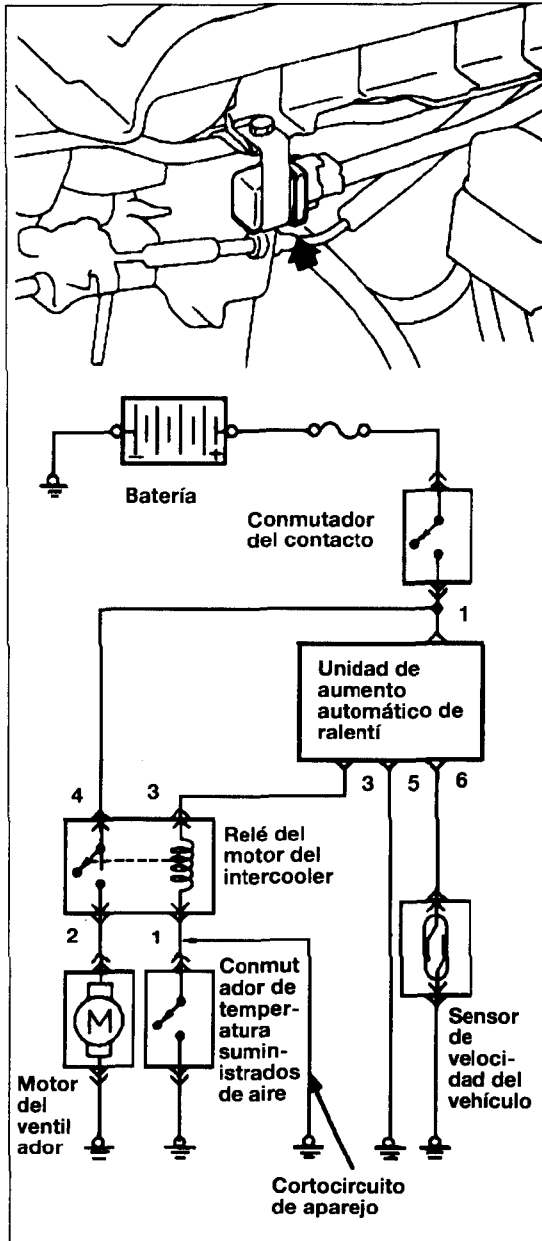 Batería
Conmutador
del contacto
1
Unidad de
aumento
automático de
ralentí
4
3
3
5
6
Relé del
motor del
intercooler
2
1
Conmut
ador de
temper-
atura
suminis-
trados
de aire
Motor
del
ventil
ador
Sensor
de
veloci-
dad del
vehículo
Cortocircuito
de aparejo